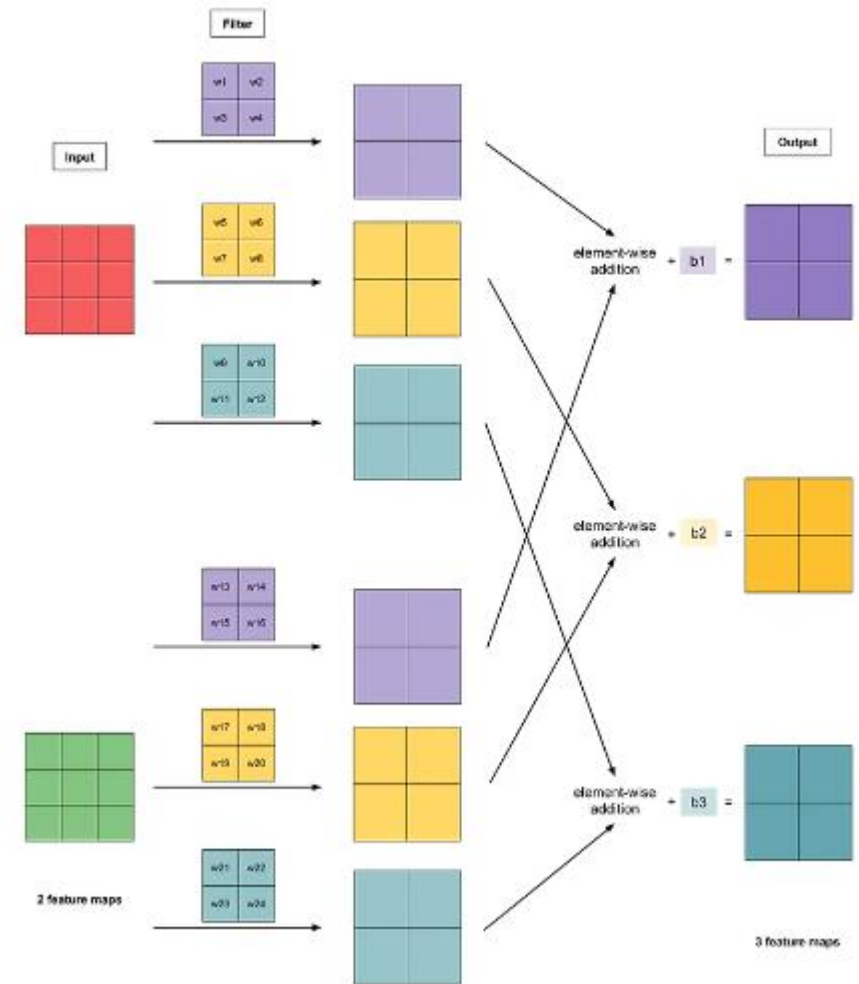 Filter
w1 w2
w3 w4
Input
Output
w5 w6
w7 w8
element-wise
addition + b1 =
w9 w10
w11 w12
element-wise
addition + b2 =
w13 w14
w15 w16
w17 w18
w19 w20
element-wise
addition + b3 =
w21 w22
w23 w24
2 feature maps
3 feature maps